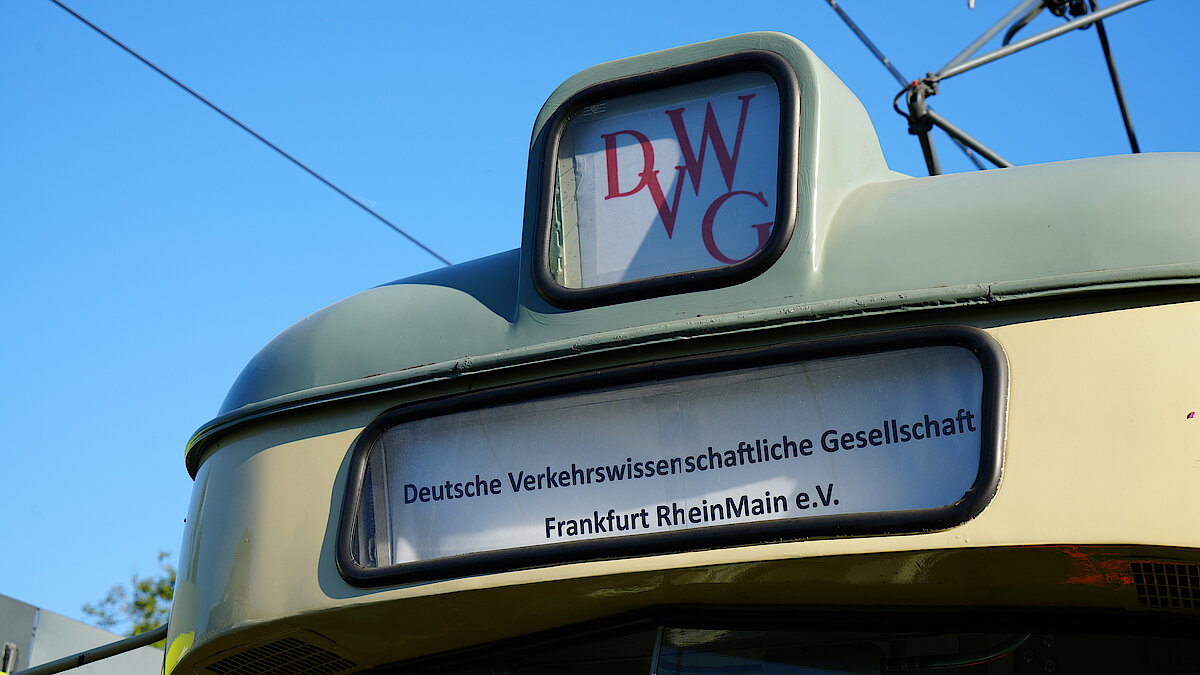 DVWG
Deutsche Verkehrswissenschaftliche Gesellschaft
Frankfurt RheinMain e.V.